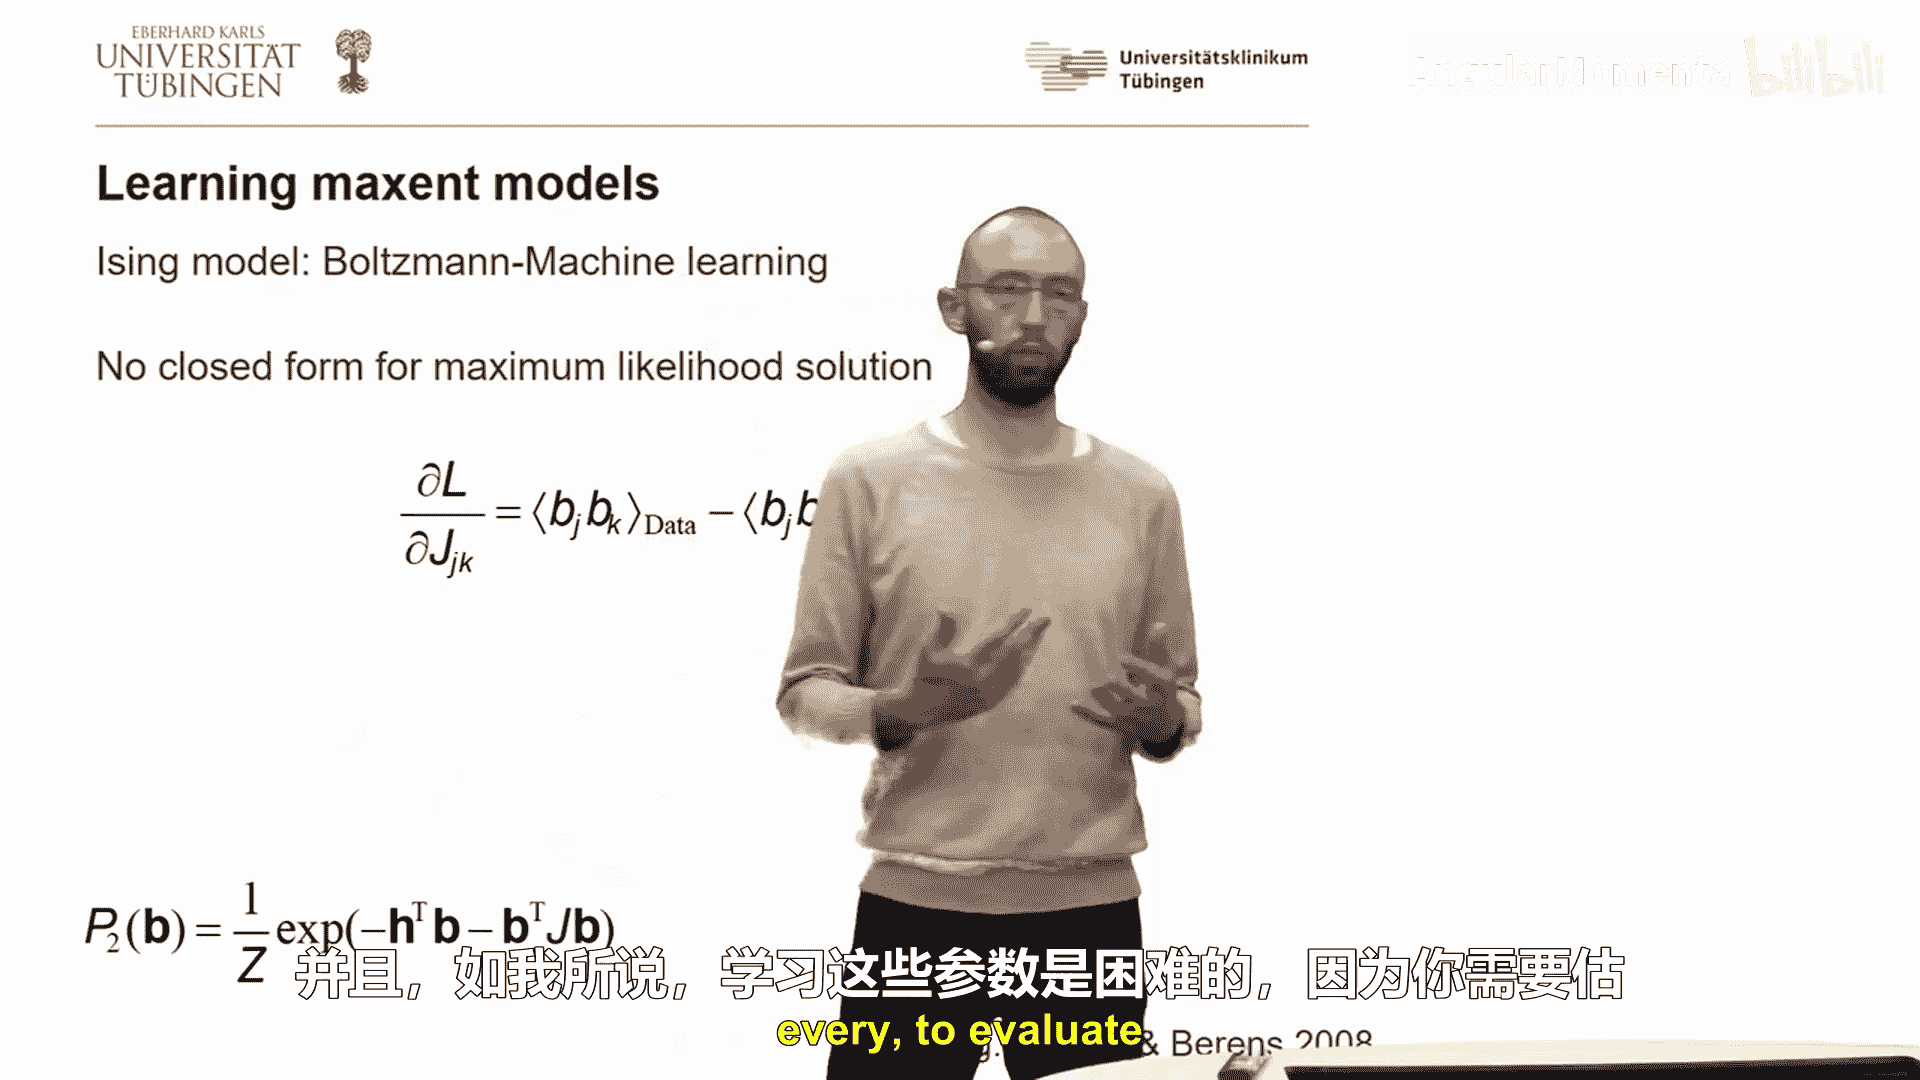 EBERHARD KARLS
UNIVERSITÄT
TÜBINGEN
Universitätsklinikum
Tübingen
AngularMomenta bilibili
Learning maxent models
Ising model: Boltzmann-Machine learning
No closed form for maximum likelihood solution
∂L/∂J_jk = ⟨b_j b_k⟩_Data − ⟨b_j b
P_2(b) = 1/Z exp(−h^T b − b^T J b)
并且，如我所说，学习这些参数是困难的，因为你需要估
every, to evaluate
& Berens 2008